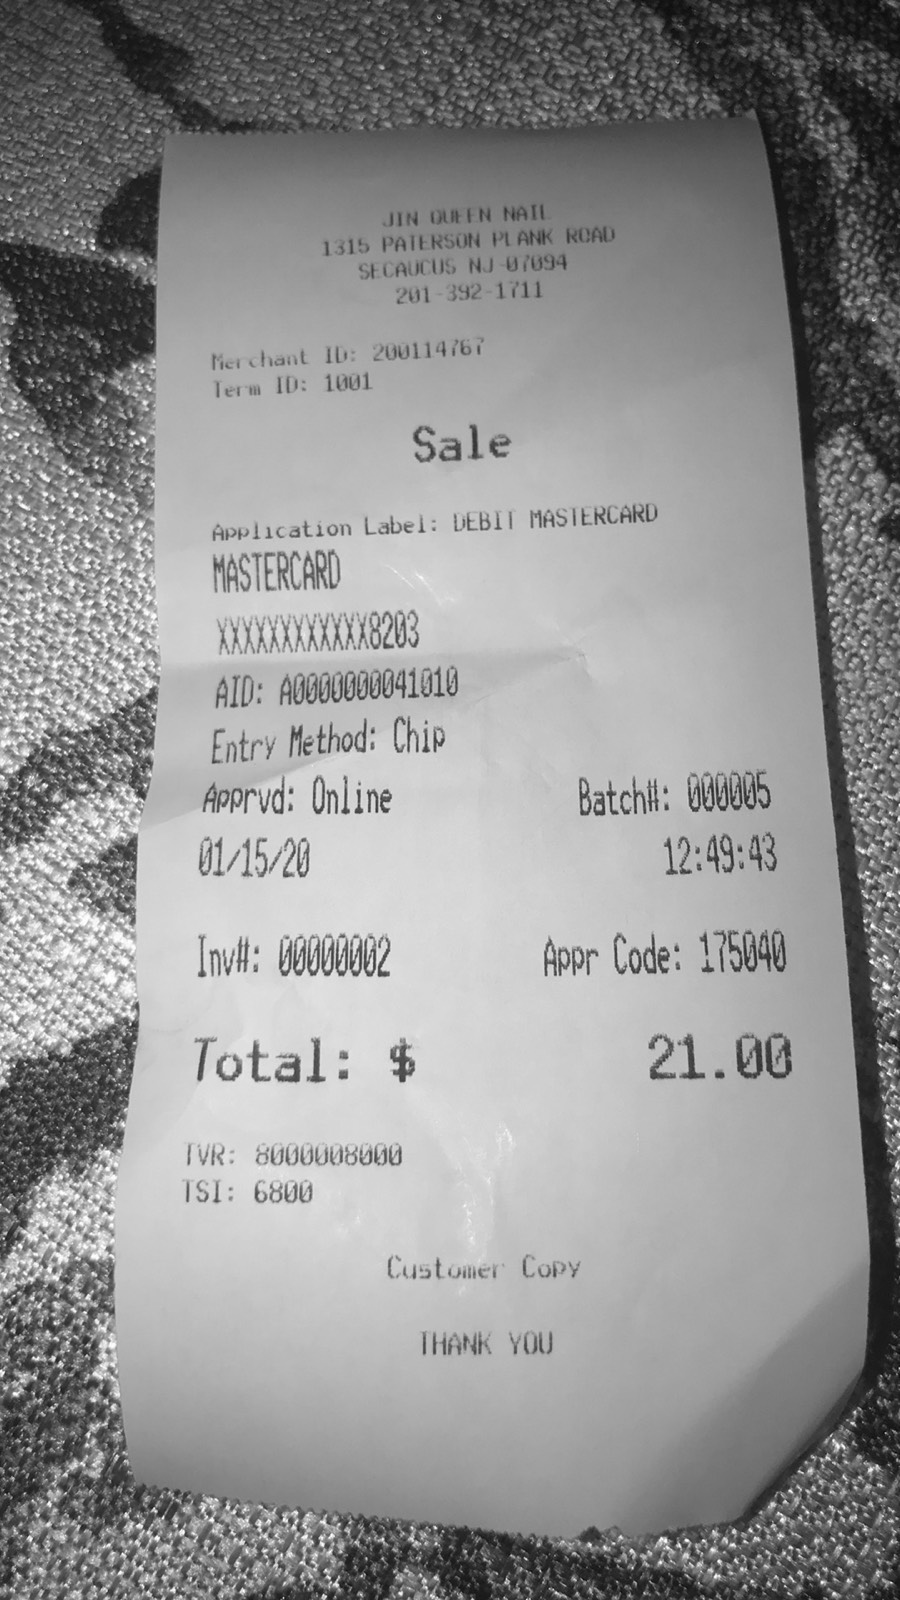 JIN QUEEN NAIL
1315 PATERSON PLANK ROAD
SECAUCUS NJ 07094
201-392-1711
Merchant ID: 200114767
Term ID: 1001
Sale
Application Label: DEBIT MASTERCARD
MASTERCARD
XXXXXXXXXXXX8203
AID: A0000000041010
Entry Method: Chip
Apprvd: Online Batch#: 000005
01/15/20 12:49:43
Inv#: 00000002 Appr Code: 175040
Total: $ 21.00
TVR: 8000008000
TSI: 6800
Customer Copy
THANK YOU